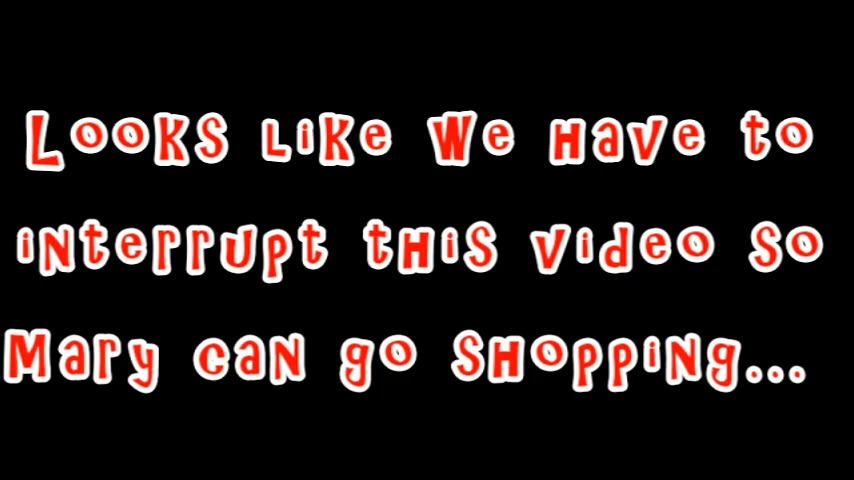 Looks like we have to
interrupt this video so
Mary can go shopping...